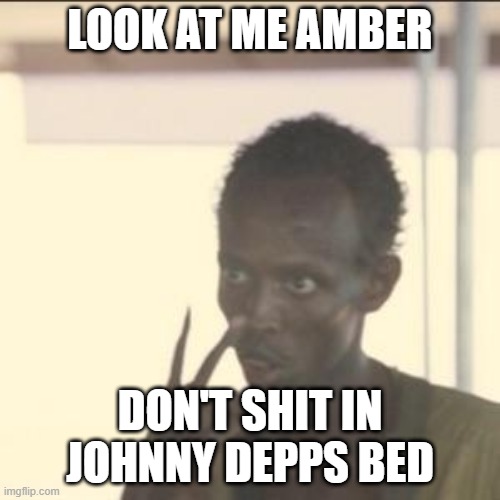 LOOK AT ME AMBER
DON'T SHIT IN
JOHNNY DEPPS BED
imgflip.com